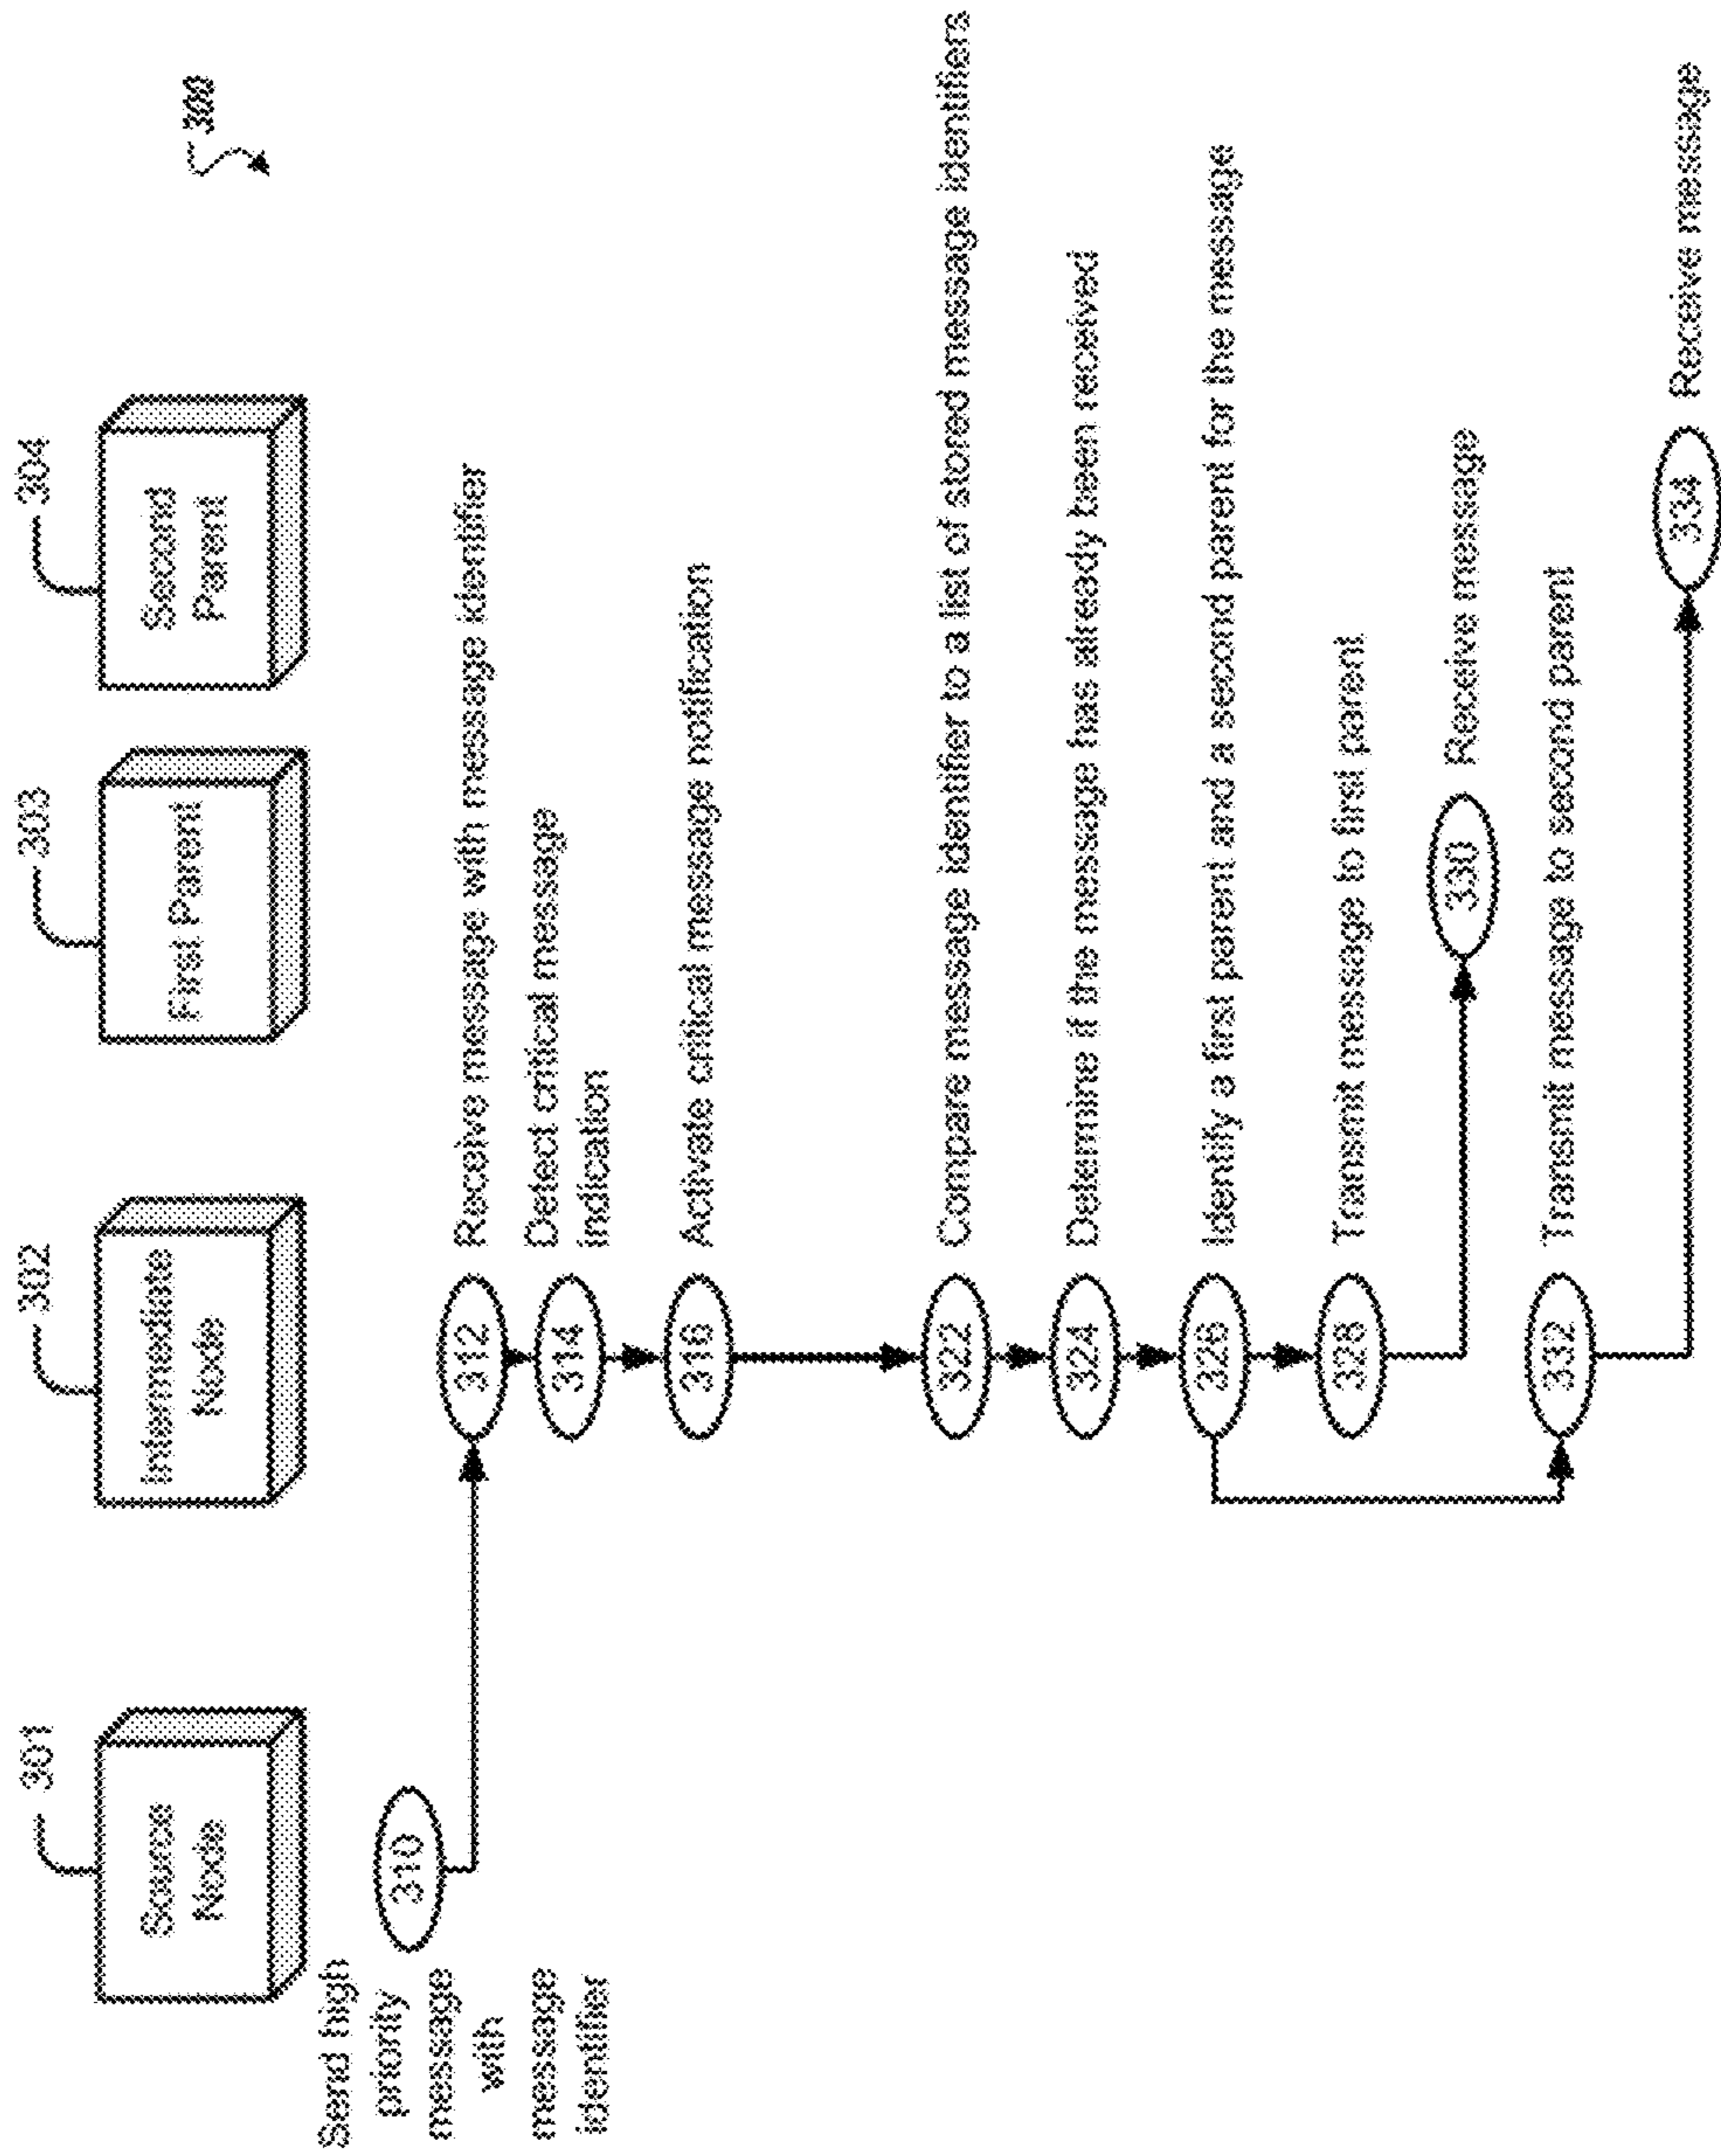 300
301
302
303
304
Source
Node
Intermediate
Node
First Parent
Second
Parent
Send high
priority
message
with
message
identifier
310
312
Receive message with message identifier
314
Detect critical message
indication
316
Activate critical message notification
322
Compare message identifier to a list of stored message identifiers
324
Determine if the message has already been received
326
Identify a first parent and a second parent for the message
328
Transmit message to first parent
330
Receive message
332
Transmit message to second parent
334
Receive message